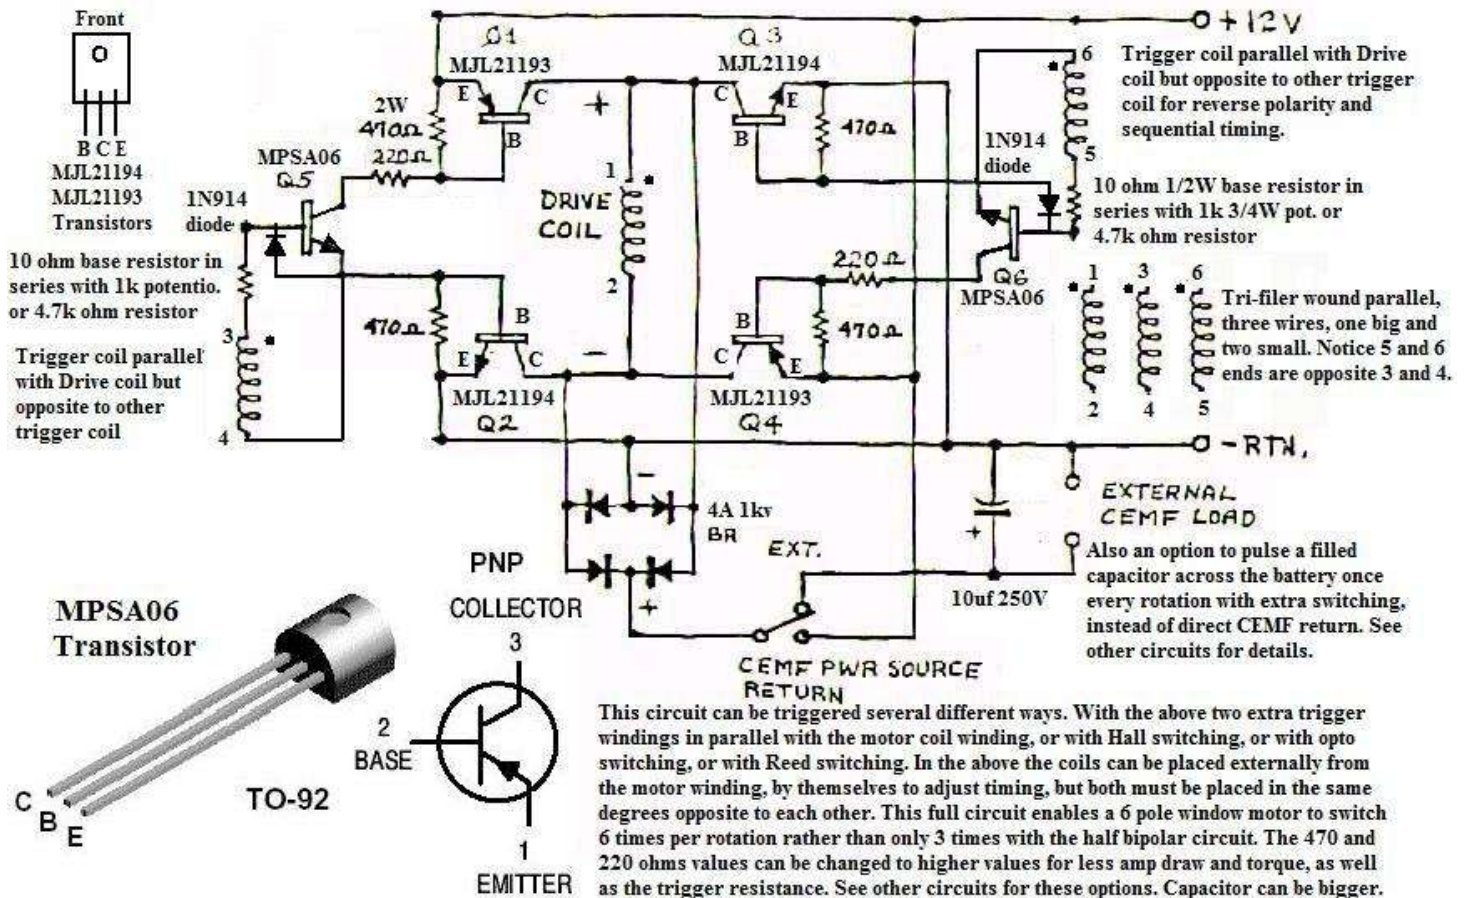 Front
B C E
MJL21194
MJL21193
Transistors
Q1
MJL21193
E
C
B
2W
470Ω
220Ω
MPSA06
Q5
1N914
diode
10 ohm base resistor in
series with 1k potentio.
or 4.7k ohm resistor
3
Trigger coil parallel
with Drive coil but
opposite to other
trigger coil
4
470Ω
B
E
C
MJL21194
Q2
+
1
DRIVE
COIL
2
-
Q3
MJL21194
C
E
B
470Ω
+12V
6
Trigger coil parallel with Drive
coil but opposite to other trigger
coil for reverse polarity and
sequential timing.
1N914
diode
5
10 ohm 1/2W base resistor in
series with 1k 3/4W pot. or
4.7k ohm resistor
220Ω
Q6
MPSA06
B
470Ω
C
E
MJL21193
Q4
1 3 6
2 4 5
Tri-filer wound parallel,
three wires, one big and
two small. Notice 5 and 6
ends are opposite 3 and 4.
- RTN.
-
4A 1kv
BR
+
EXT.
+
10uf 250V
EXTERNAL
CEMF LOAD
Also an option to pulse a filled
capacitor across the battery once
every rotation with extra switching,
instead of direct CEMF return. See
other circuits for details.
CEMF PWR SOURCE
RETURN
MPSA06
Transistor
C
B
E
TO-92
PNP
COLLECTOR
3
2
BASE
1
EMITTER
This circuit can be triggered several different ways. With the above two extra trigger
windings in parallel with the motor coil winding, or with Hall switching, or with opto
switching, or with Reed switching. In the above the coils can be placed externally from
the motor winding, by themselves to adjust timing, but both must be placed in the same
degrees opposite to each other. This full circuit enables a 6 pole window motor to switch
6 times per rotation rather than only 3 times with the half bipolar circuit. The 470 and
220 ohms values can be changed to higher values for less amp draw and torque, as well
as the trigger resistance. See other circuits for these options. Capacitor can be bigger.